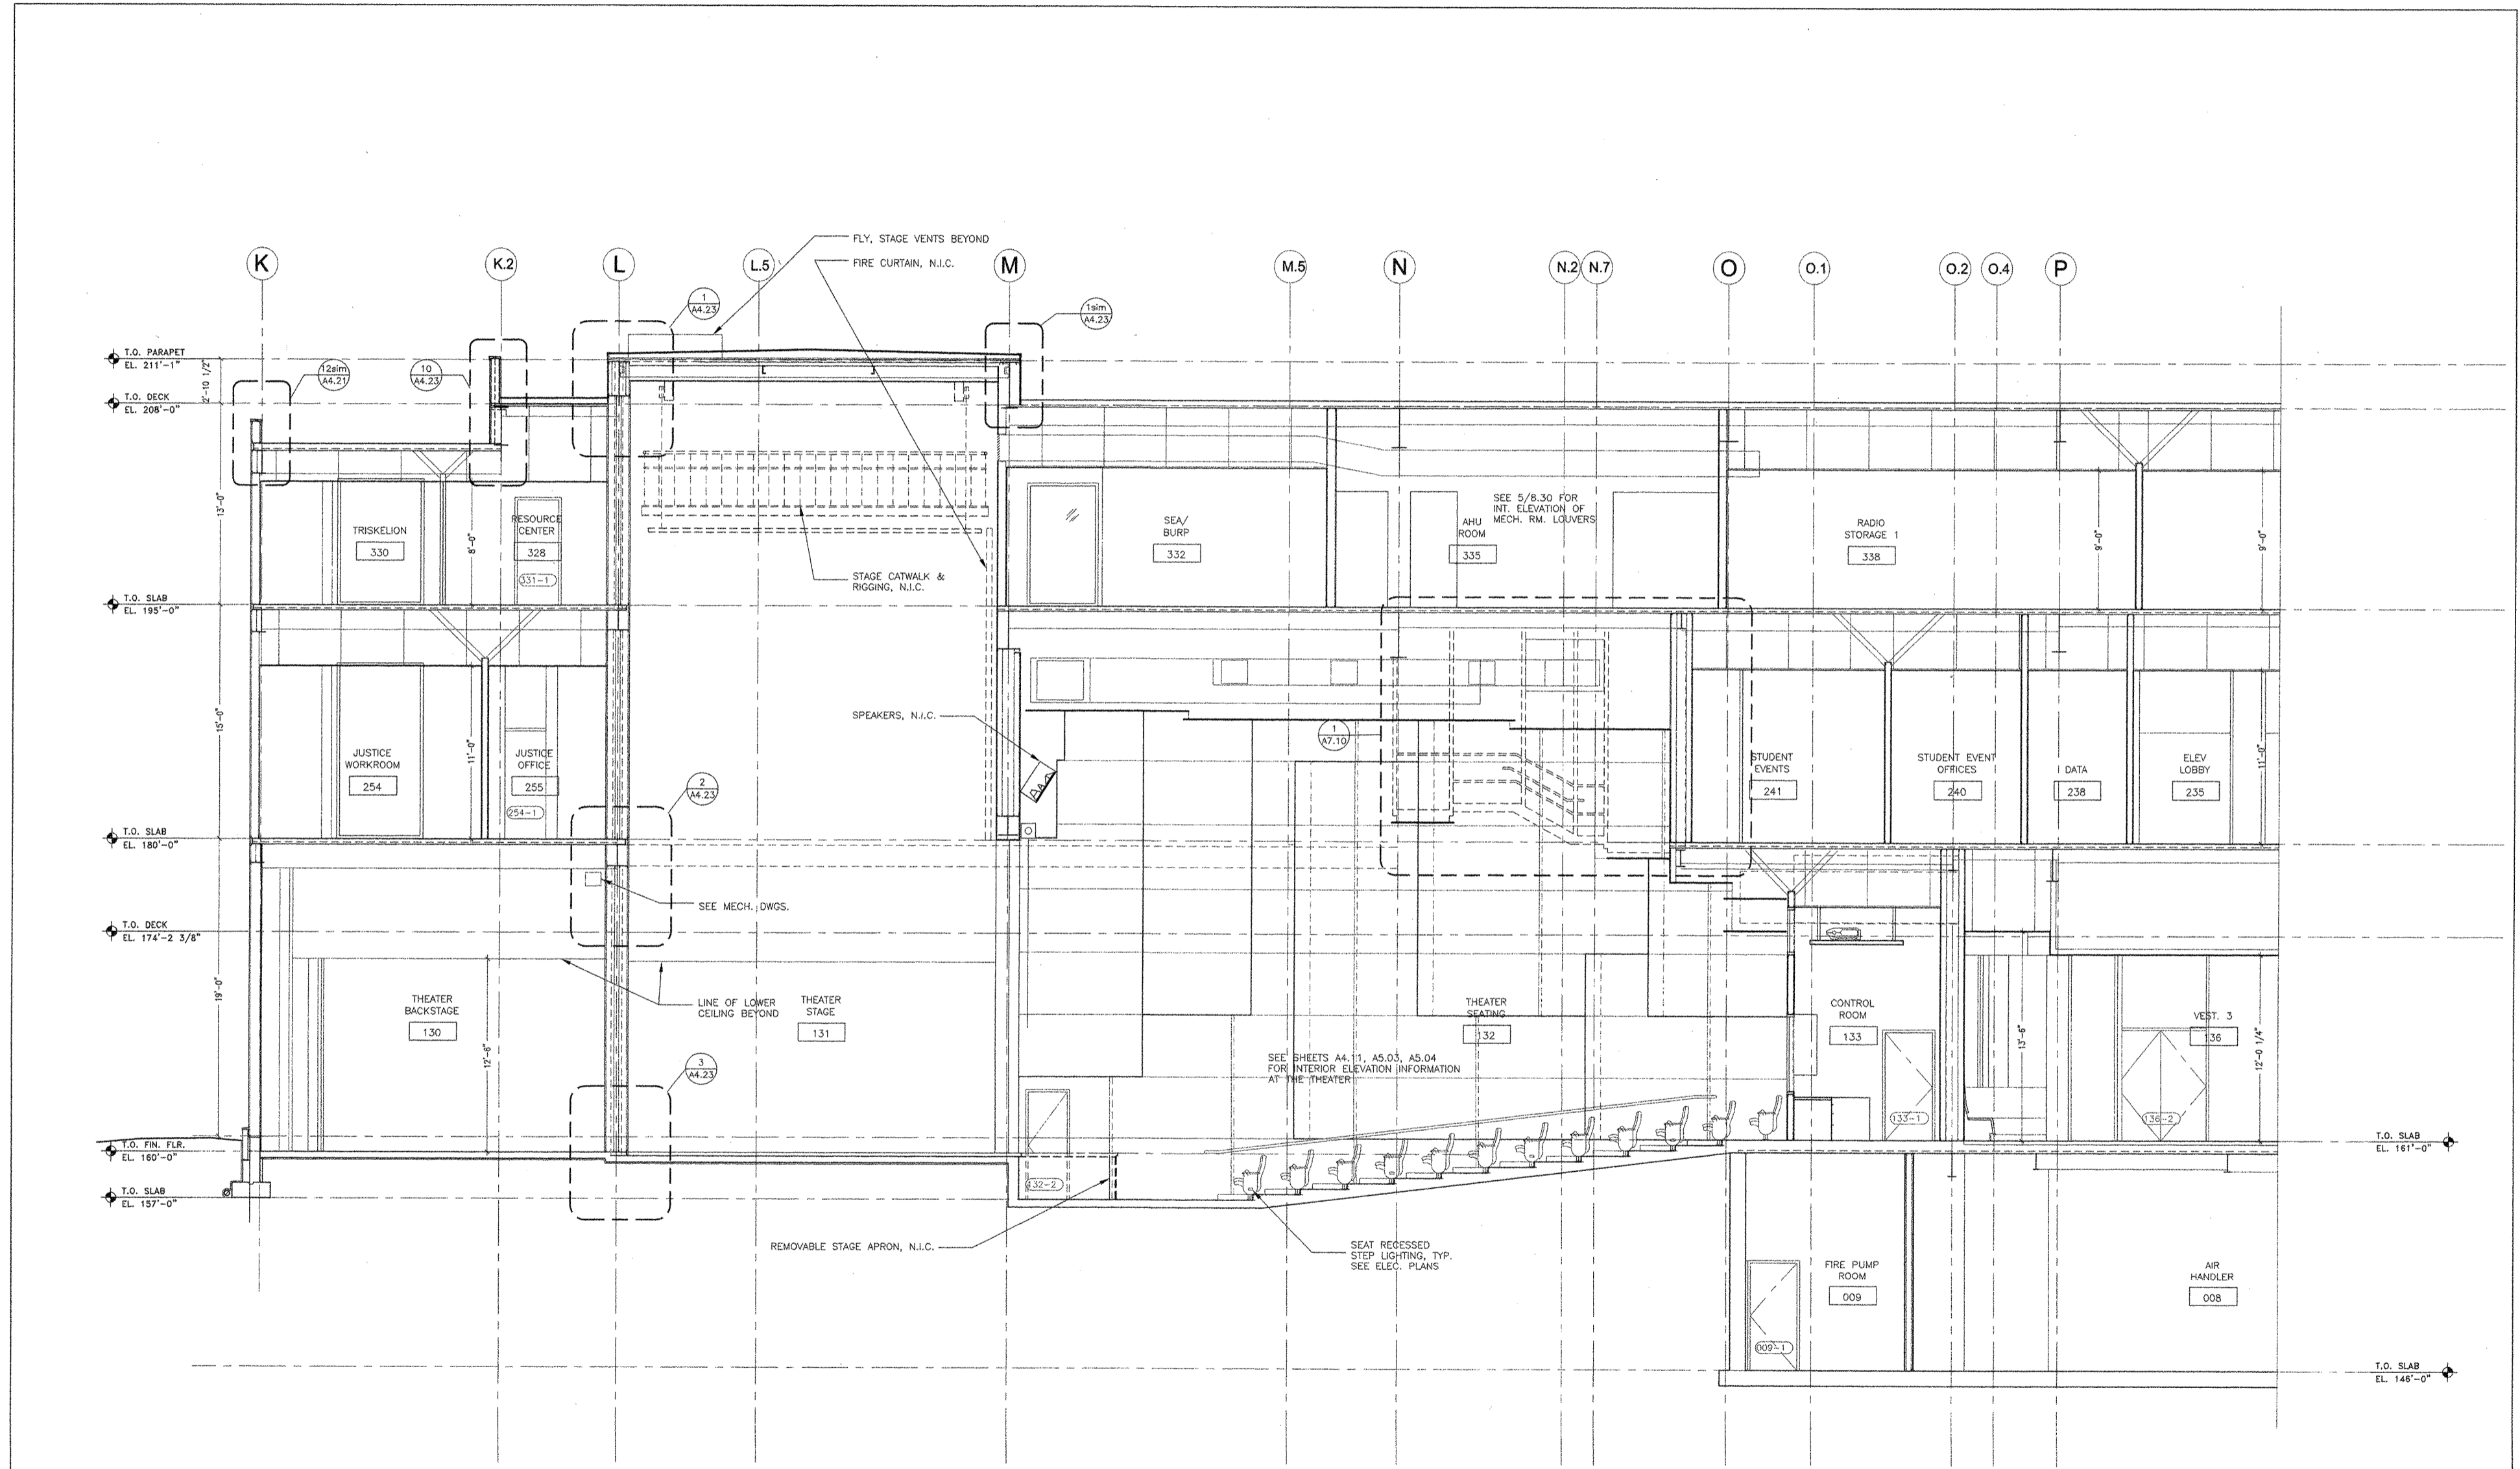 FLY, STAGE VENTS BEYOND
FIRE CURTAIN, N.I.C.
K
K.2
L
L.5
M
M.5
N
N.2
N.7
O
O.1
O.2
O.4
P
1
A4.23
1sim
A4.23
T.O. PARAPET
EL. 211'-1"
2'-10 1/2"
12sim
A4.21
10
A4.23
T.O. DECK
EL. 208'-0"
13'-0"
TRISKELION
330
8'-0"
RESOURCE
CENTER
328
331-1
STAGE CATWALK &
RIGGING, N.I.C.
SEA/
BURP
332
SEE 5/8.30 FOR
INT. ELEVATION OF
MECH. RM. LOUVERS
AHU
ROOM
335
RADIO
STORAGE 1
338
9'-0"
9'-0"
T.O. SLAB
EL. 195'-0"
15'-0"
JUSTICE
WORKROOM
254
11'-0"
JUSTICE
OFFICE
255
254-1
2
A4.23
SPEAKERS, N.I.C.
1
A7.10
STUDENT
EVENTS
241
STUDENT EVENT
OFFICES
240
DATA
238
ELEV
LOBBY
235
11'-0"
T.O. SLAB
EL. 180'-0"
SEE MECH. DWGS.
T.O. DECK
EL. 174'-2 3/8"
19'-0"
THEATER
BACKSTAGE
130
12'-6"
LINE OF LOWER
CEILING BEYOND
THEATER
STAGE
131
3
A4.23
THEATER
SEATING
132
SEE SHEETS A4.11, A5.03, A5.04
FOR INTERIOR ELEVATION INFORMATION
AT THE THEATER
CONTROL
ROOM
133
133-1
13'-6"
VEST. 3
136
136-2
12'-0 1/4"
T.O. FIN. FLR.
EL. 160'-0"
T.O. SLAB
EL. 161'-0"
T.O. SLAB
EL. 157'-0"
132-2
REMOVABLE STAGE APRON, N.I.C.
SEAT RECESSED
STEP LIGHTING, TYP.
SEE ELEC. PLANS
FIRE PUMP
ROOM
009
009-1
AIR
HANDLER
008
T.O. SLAB
EL. 146'-0"